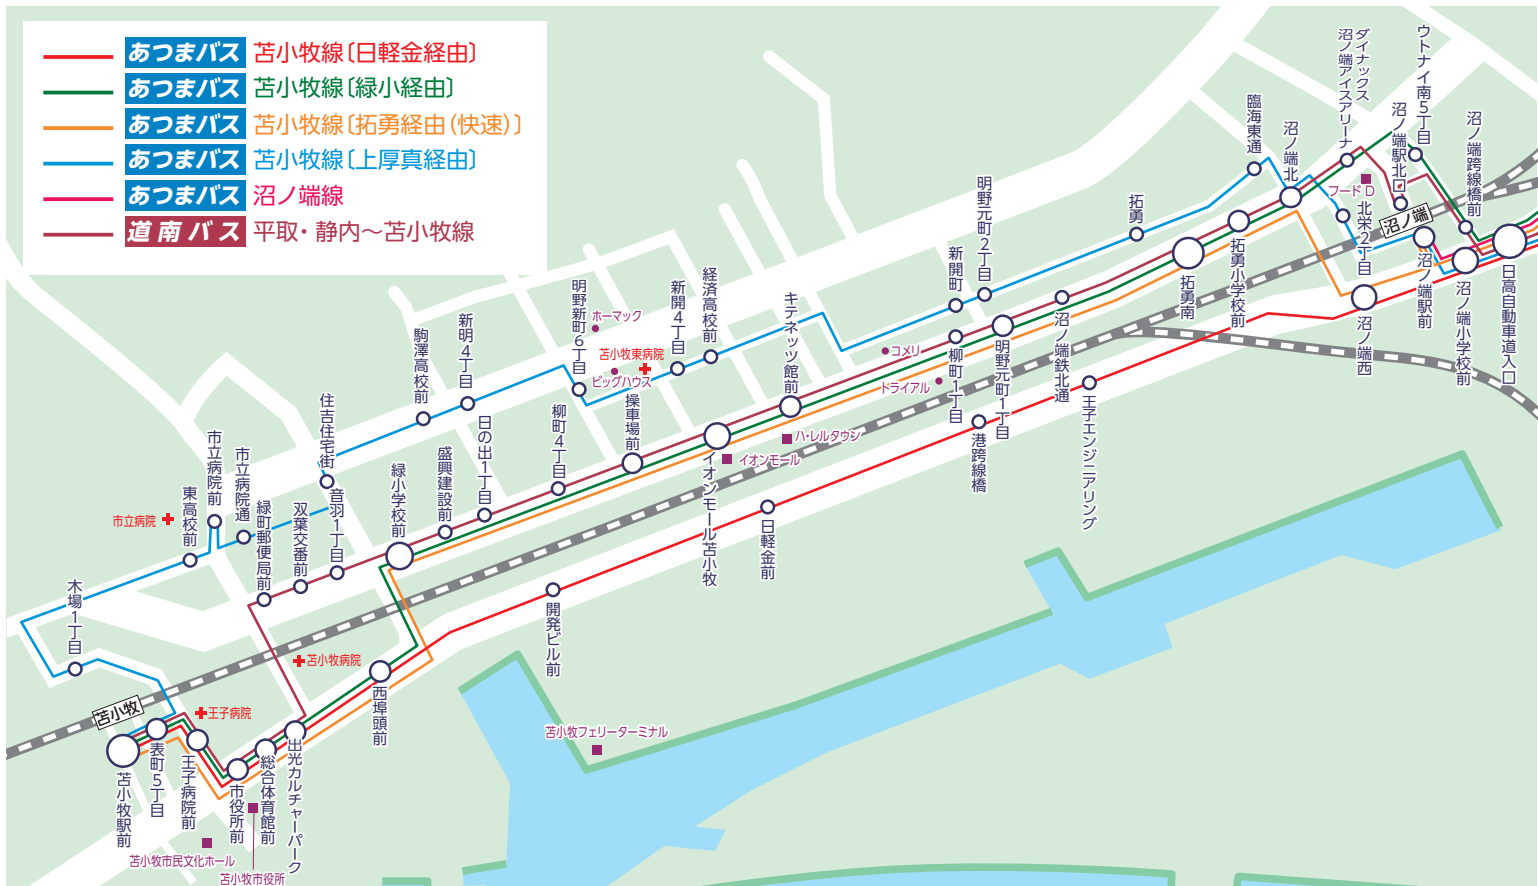 あつまバス 苫小牧線〔日軽金経由〕
あつまバス 苫小牧線〔緑小経由〕
あつまバス 苫小牧線〔拓勇経由(快速)〕
あつまバス 苫小牧線〔上厚真経由〕
あつまバス 沼ノ端線
道南バス 平取・静内〜苫小牧線
ウトナイ南5丁目
ダイナックス
沼ノ端アイスアリーナ
沼ノ端駅北口
沼ノ端跨線橋前
臨海東通
沼ノ端北
フードD
北栄2丁目
沼ノ端
沼ノ端駅前
沼ノ端小学校前
日高自動車道入口
沼ノ端西
拓勇
拓勇南
拓勇小学校前
明野元町2丁目
新開町
沼ノ端鉄北通
明野元町1丁目
柳町1丁目
コメリ
トライアル
港跨線橋
王子エンジニアリング
キテネッツ館前
経済高校前
新開4丁目
明野新町6丁目
ホーマック
苫小牧東病院
ビッグハウス
操車場前
柳町4丁目
ハ・レルタウン
イオンモール
イオンモール苫小牧
日軽金前
新明4丁目
駒澤高校前
日の出1丁目
盛興建設前
緑小学校前
住吉住宅街
音羽1丁目
双葉交番前
緑町郵便局前
市立病院通
市立病院前
東高校前
市立病院
木場1丁目
苫小牧病院
開発ビル前
西埠頭前
苫小牧フェリーターミナル
苫小牧
王子病院
苫小牧駅前
表町5丁目
王子病院前
市役所前
総合体育館前
出光カルチャーパーク
苫小牧市民文化ホール
苫小牧市役所